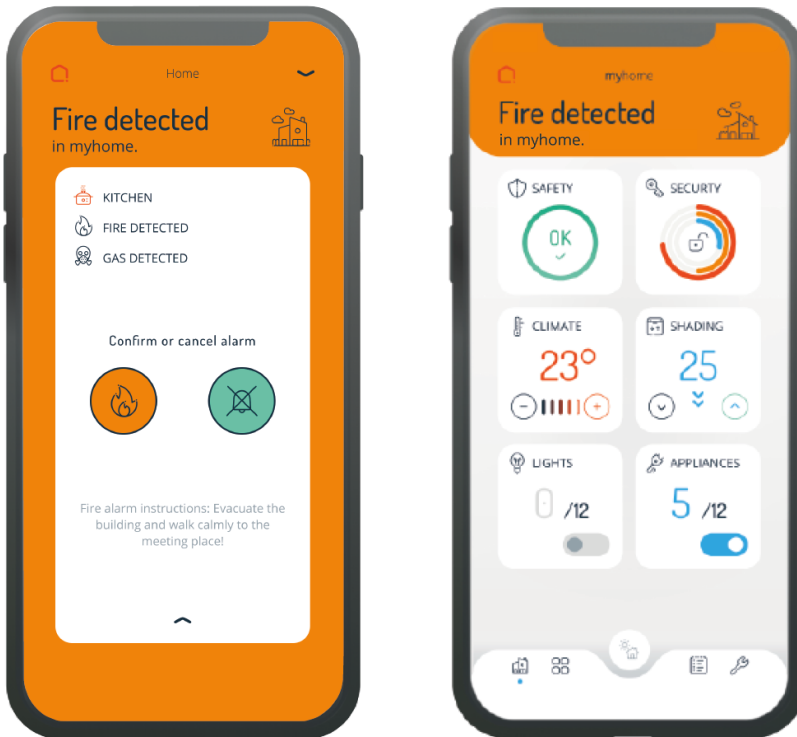 Home
Fire detected
in myhome.
KITCHEN
FIRE DETECTED
GAS DETECTED
Confirm or cancel alarm
Fire alarm instructions: Evacuate the
building and walk calmly to the
meeting place!
myhome
Fire detected
in myhome.
SAFETY
SECURTY
OK
CLIMATE
SHADING
23°
25
LIGHTS
APPLIANCES
0 /12
5 /12